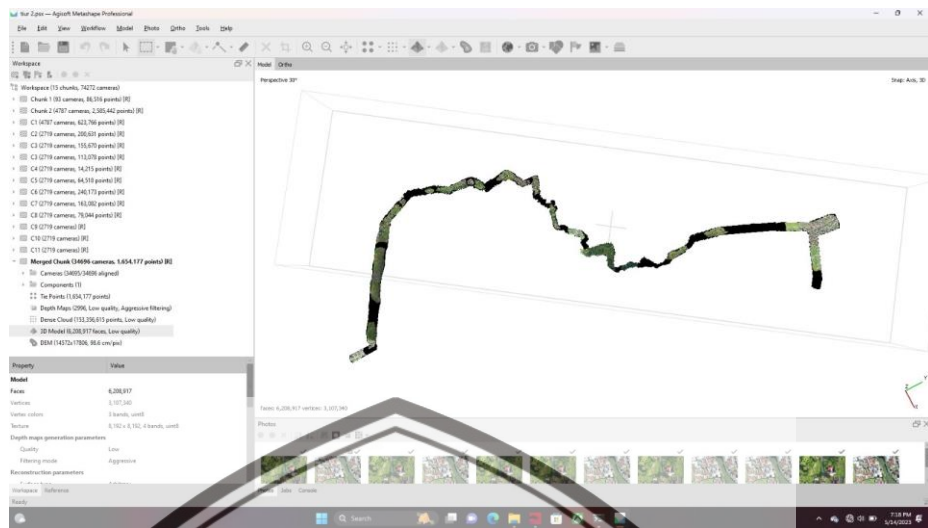 tiur 2.psx — Agisoft Metashape Professional
File Edit View Workflow Model Photo Ortho Tools Help
Workspace
Model Ortho
Perspective 30°
Snap: Axis, 3D
Workspace (15 chunks, 74272 cameras)
Chunk 1 (93 cameras, 86,516 points) [R]
Chunk 2 (4787 cameras, 2,585,442 points) [R]
C1 (4787 cameras, 623,766 points) [R]
C2 (2719 cameras, 200,631 points) [R]
C3 (2719 cameras, 155,670 points) [R]
C3 (2719 cameras, 113,078 points) [R]
C4 (2719 cameras, 14,215 points) [R]
C5 (2719 cameras, 64,518 points) [R]
C6 (2719 cameras, 240,173 points) [R]
C7 (2719 cameras, 163,082 points) [R]
C8 (2719 cameras, 79,044 points) [R]
C9 (2719 cameras) [R]
C10 (2719 cameras) [R]
C11 (2719 cameras) [R]
Merged Chunk (34696 cameras, 1,654,177 points) [R]
Cameras (34695/34696 aligned)
Components (1)
Tie Points (1,654,177 points)
Depth Maps (2996, Low quality, Aggressive filtering)
Dense Cloud (153,356,615 points, Low quality)
3D Model (6,208,917 faces, Low quality)
DEM (14572x17806, 98.6 cm/pix)
Property Value
Model
Faces 6,208,917
Vertices 3,107,340
Vertex colors 3 bands, uint8
Texture 8,192 x 8,192, 4 bands, uint8
Depth maps generation parameters
Quality Low
Filtering mode Aggressive
Reconstruction parameters
Workspace Reference
Ready
Faces: 6,208,917 vertices: 3,107,340
Y
Z
X
Photos
Photos Jobs Console
Search
7:18 PM
5/14/2023